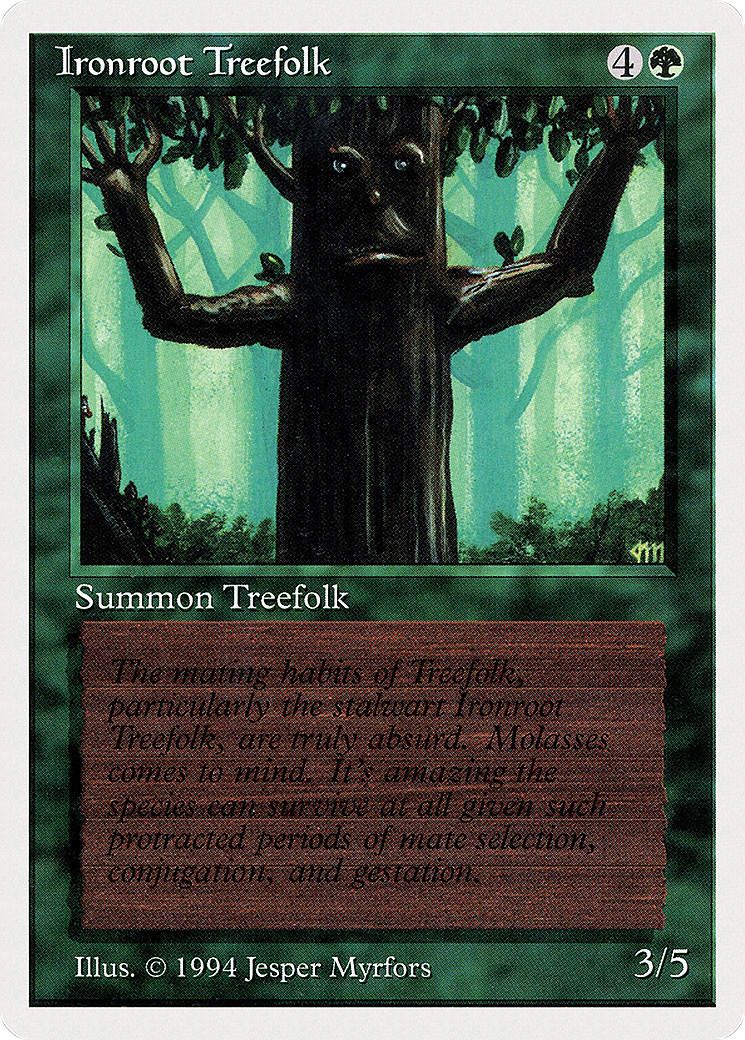 Ironroot Treefolk 4
JM
Summon Treefolk
The mating habits of Treefolk,
particularly the stalwart Ironroot
Treefolk, are truly absurd. Molasses
comes to mind. It's amazing the
species can survive at all given such
protracted periods of mate selection,
conjugation, and gestation.
Illus. © 1994 Jesper Myrfors 3/5